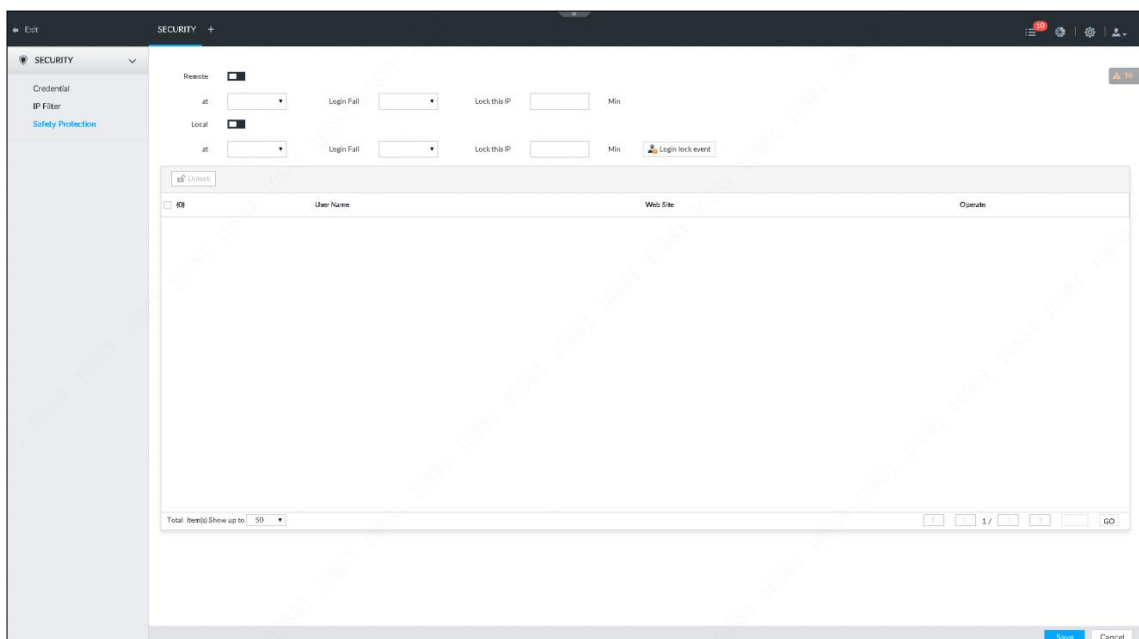 Exit SECURITY + 10
SECURITY
Credential
IP Filter
Safety Protection
Remote
16
at Login Fail Lock this IP Min
Local
at Login Fail Lock this IP Min Login lock event
Unlock
(0) User Name Web Site Operate
Total Item(s) Show up to 50 1/ GO
Save Cancel